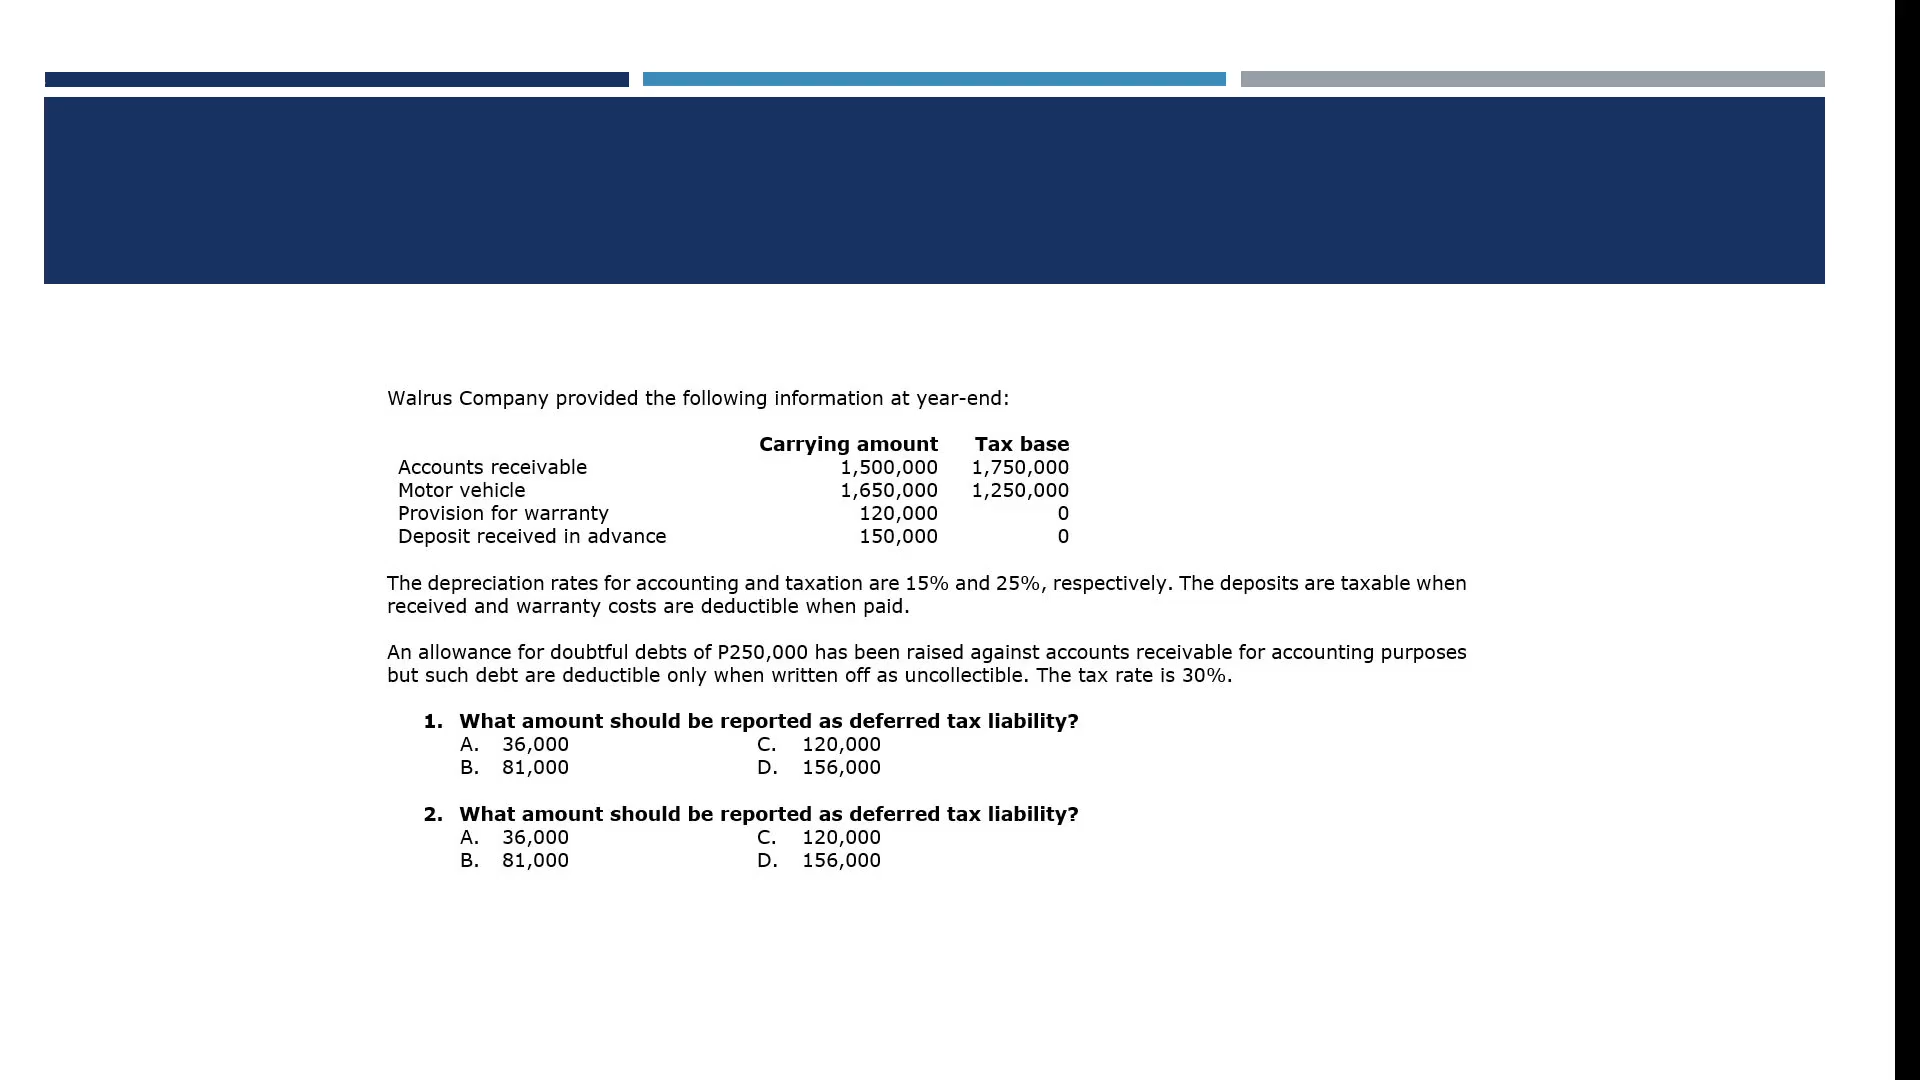 Walrus Company provided the following information at year-end:
Carrying amount Tax base
Accounts receivable 1,500,000 1,750,000
Motor vehicle 1,650,000 1,250,000
Provision for warranty 120,000 0
Deposit received in advance 150,000 0
The depreciation rates for accounting and taxation are 15% and 25%, respectively. The deposits are taxable when
received and warranty costs are deductible when paid.
An allowance for doubtful debts of P250,000 has been raised against accounts receivable for accounting purposes
but such debt are deductible only when written off as uncollectible. The tax rate is 30%.
1. What amount should be reported as deferred tax liability?
A. 36,000 C. 120,000
B. 81,000 D. 156,000
2. What amount should be reported as deferred tax liability?
A. 36,000 C. 120,000
B. 81,000 D. 156,000